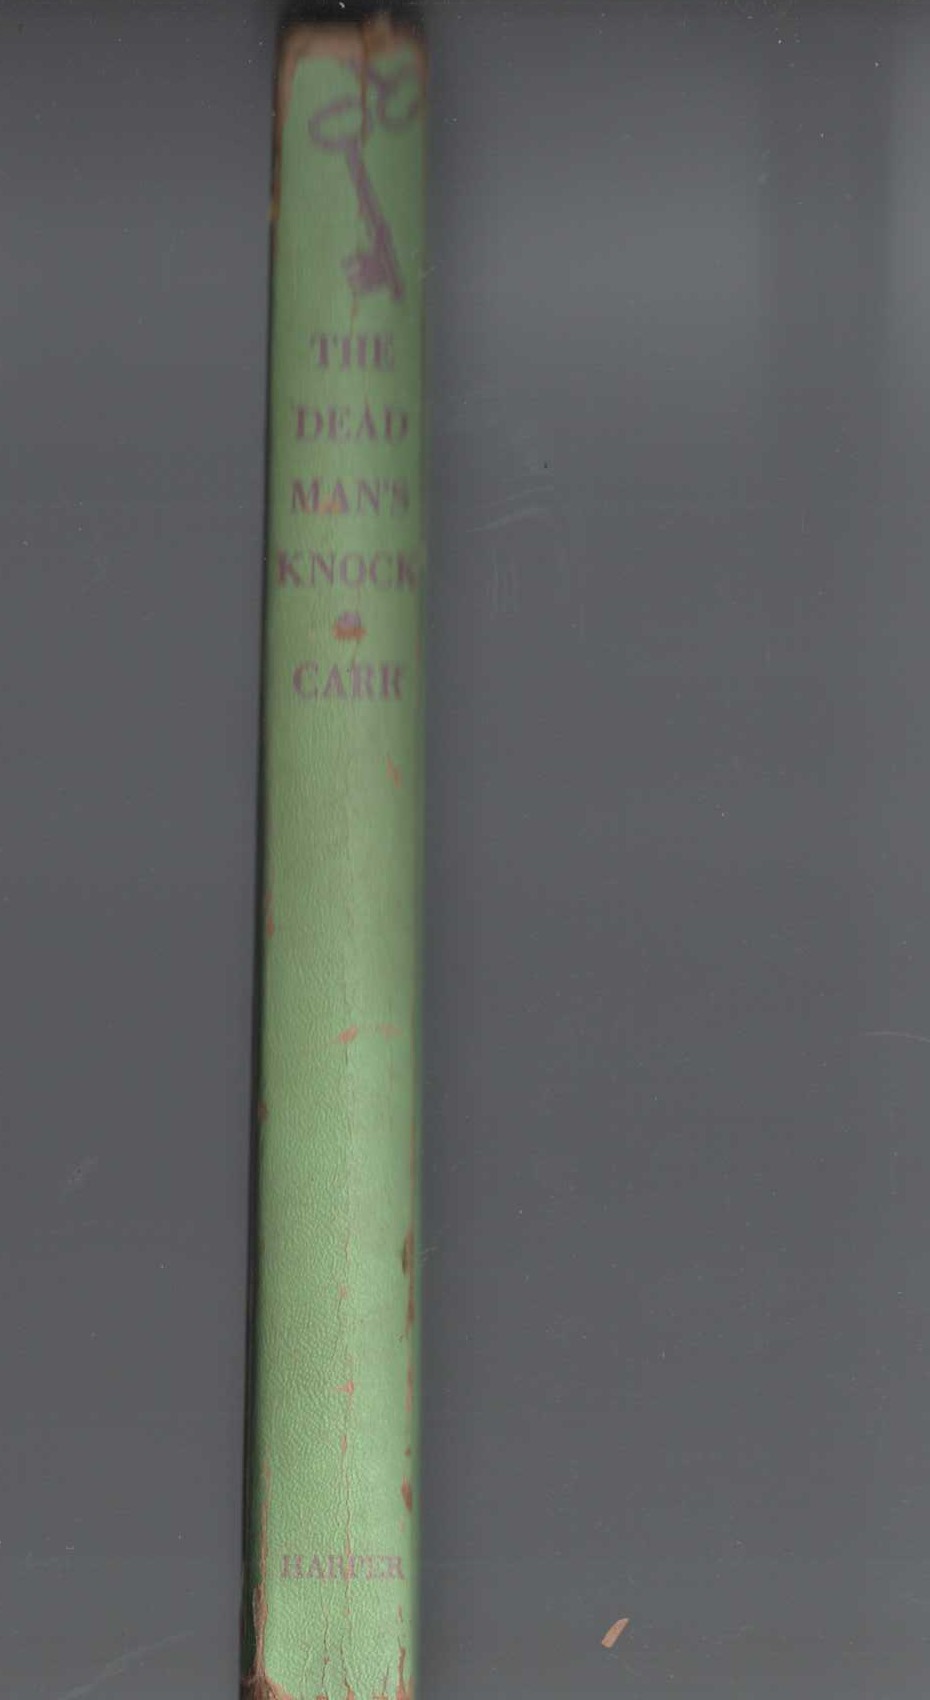 THE
DEAD
MAN'S
KNOCK
CARR
HARPER